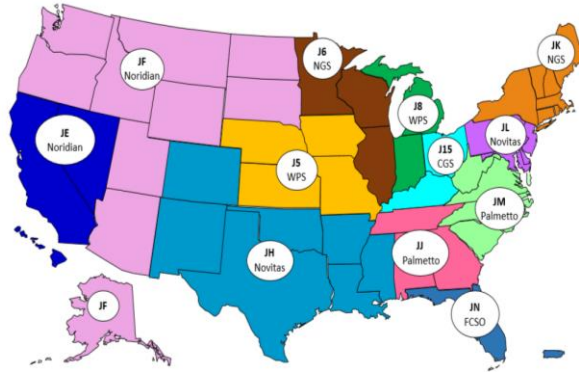 JF
Noridian
J6
NGS
JK
NGS
J8
WPS
JE
Noridian
JL
Novitas
J15
CGS
J5
WPS
JM
Palmetto
JH
Novitas
JJ
Palmetto
JF
JN
FCSO